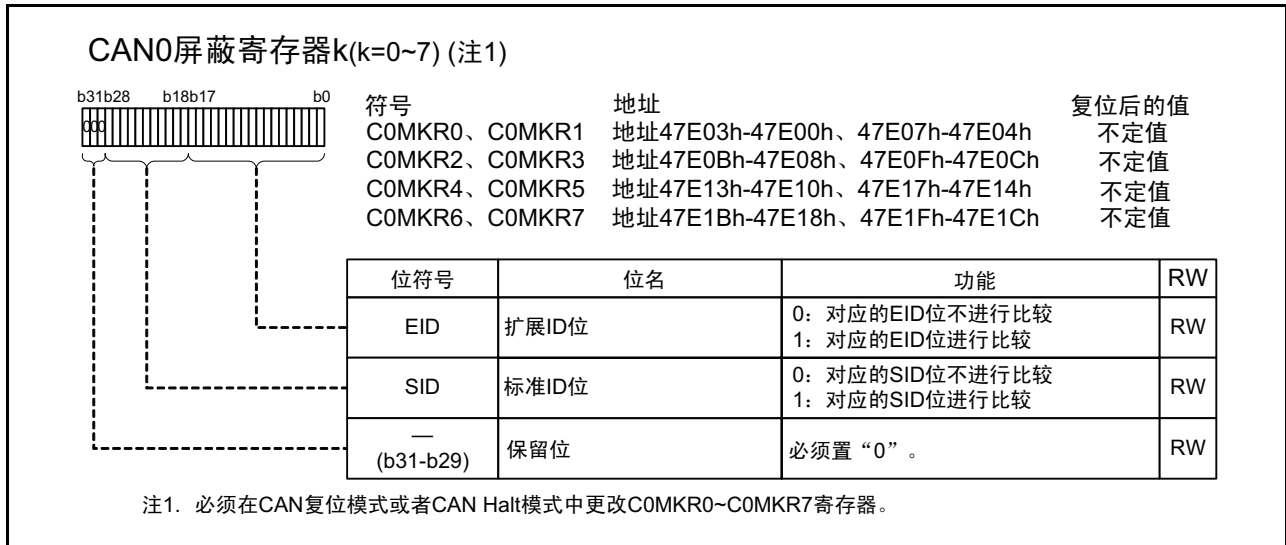 CAN0屏蔽寄存器k(k=0~7) (注1)
b31b28 b18b17 b0
000
符号 地址 复位后的值
C0MKR0、C0MKR1 地址47E03h-47E00h、47E07h-47E04h 不定值
C0MKR2、C0MKR3 地址47E0Bh-47E08h、47E0Fh-47E0Ch 不定值
C0MKR4、C0MKR5 地址47E13h-47E10h、47E17h-47E14h 不定值
C0MKR6、C0MKR7 地址47E1Bh-47E18h、47E1Fh-47E1Ch 不定值
位符号 位名 功能 RW
EID 扩展ID位 0：对应的EID位不进行比较 RW
1：对应的EID位进行比较
SID 标准ID位 0：对应的SID位不进行比较 RW
1：对应的SID位进行比较
—
(b31-b29) 保留位 必须置“0”。 RW
注1. 必须在CAN复位模式或者CAN Halt模式中更改C0MKR0~C0MKR7寄存器。